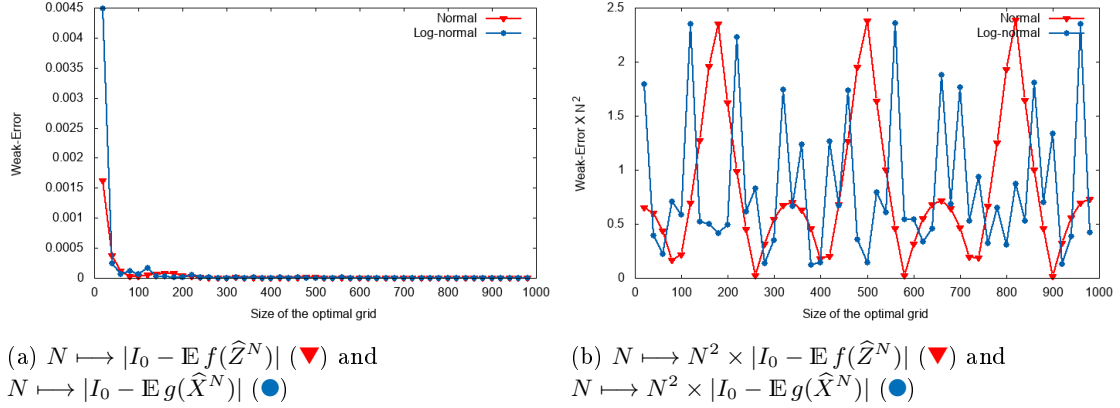 0.0045
0.004
0.0035
0.003
0.0025
0.002
0.0015
0.001
0.0005
0
Weak-Error
Normal
Log-normal
0 100 200 300 400 500 600 700 800 900 1000
Size of the optimal grid
2.5
2
1.5
1
0.5
0
Weak-Error X N²
Normal
Log-normal
0 100 200 300 400 500 600 700 800 900 1000
Size of the optimal grid
(a) N ⟼ |I₀ − 𝔼 f(Ẑᴺ)| (▼) and
N ⟼ |I₀ − 𝔼 g(X̂ᴺ)| (●)
(b) N ⟼ N² × |I₀ − 𝔼 f(Ẑᴺ)| (▼) and
N ⟼ N² × |I₀ − 𝔼 g(X̂ᴺ)| (●)